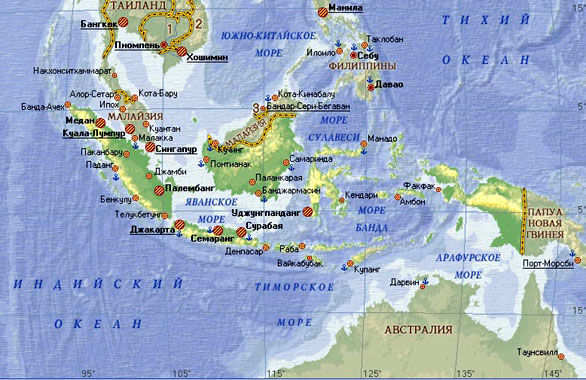 ТАИЛАНД
Бангкок
2
1
Пномпень
Хошимин
ЮЖНО-КИТАЙСКОЕ
МОРЕ
Манила
Таклобан
Илоило
Себу
ФИЛИППИНЫ
Давао
ТИХИЙ
ОКЕАН
Накхонситхаммарат
Алор-Сетар
Кота-Бару
Банда-Ачех
Ипох
МАЛАЙЗИЯ
Медан
Куантан
Куала-Лумпур
Малакка
Сингапур
Кота-Кинабалу
3
Бандар-Сери-Бегаван
МАЛАЙЗИЯ
Кучинг
МОРЕ
СУЛАВЕСИ
Манадо
5°
Паканбару
Паданг
Джамби
Понтианак
Самаринда
Палембанг
Паланкарая
Банджармасин
Бенкулу
Телукбетунг
ЯВАНСКОЕ
МОРЕ
Уджунгпанданг
Кендари
Амбон
Факфак
МОРЕ
БАНДА
5°
ПАПУА
НОВАЯ
ГВИНЕЯ
Джакарта
Семаранг
Сурабая
Денпасар
Раба
Вайкабубак
Купанг
АРАФУРСКОЕ
МОРЕ
Порт-Морсби
Дарвин
ИНДИЙСКИЙ
ОКЕАН
ТИМОРСКОЕ
МОРЕ
АВСТРАЛИЯ
Таунсвилл
95°
105°
115°
125°
135°
145°